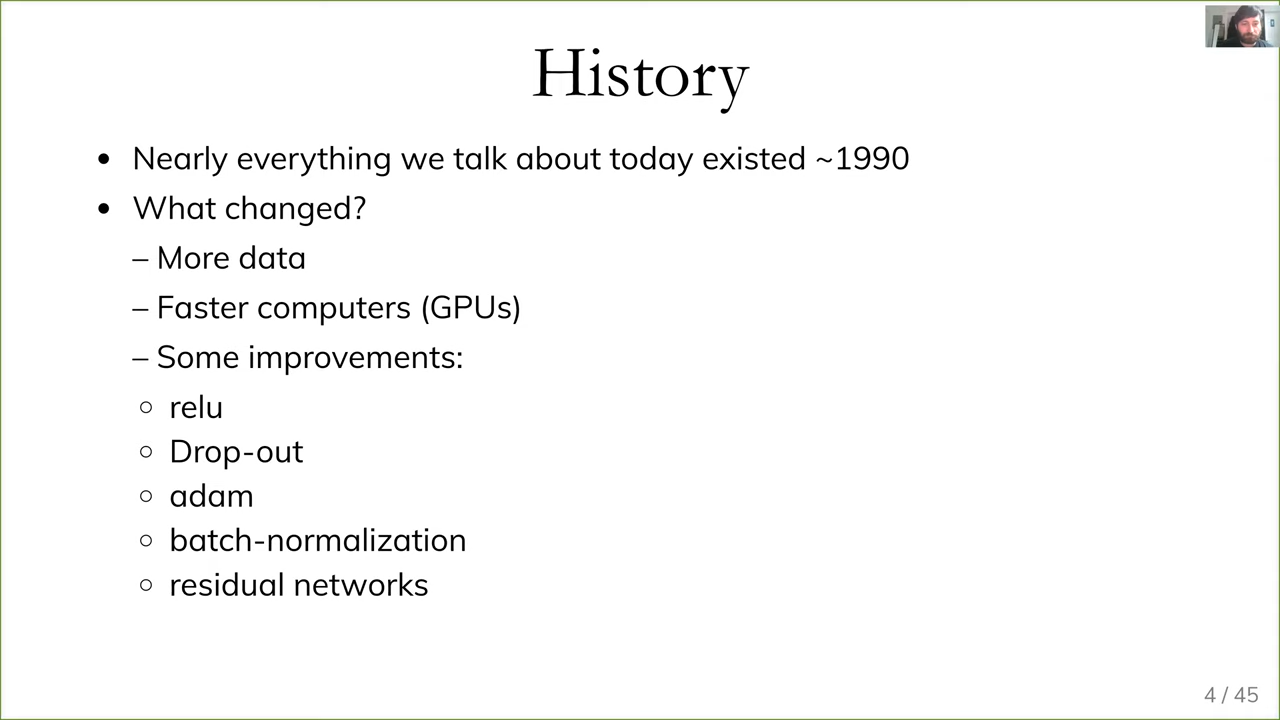 History
• Nearly everything we talk about today existed ~1990
• What changed?
– More data
– Faster computers (GPUs)
– Some improvements:
○ relu
○ Drop-out
○ adam
○ batch-normalization
○ residual networks
4 / 45